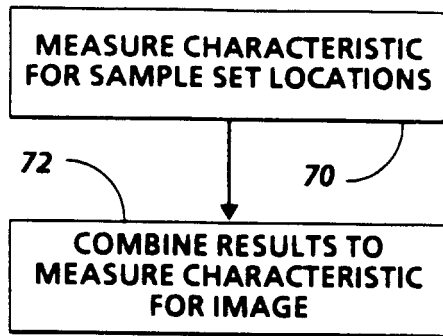 MEASURE CHARACTERISTIC
FOR SAMPLE SET LOCATIONS
72
70
COMBINE RESULTS TO
MEASURE CHARACTERISTIC
FOR IMAGE